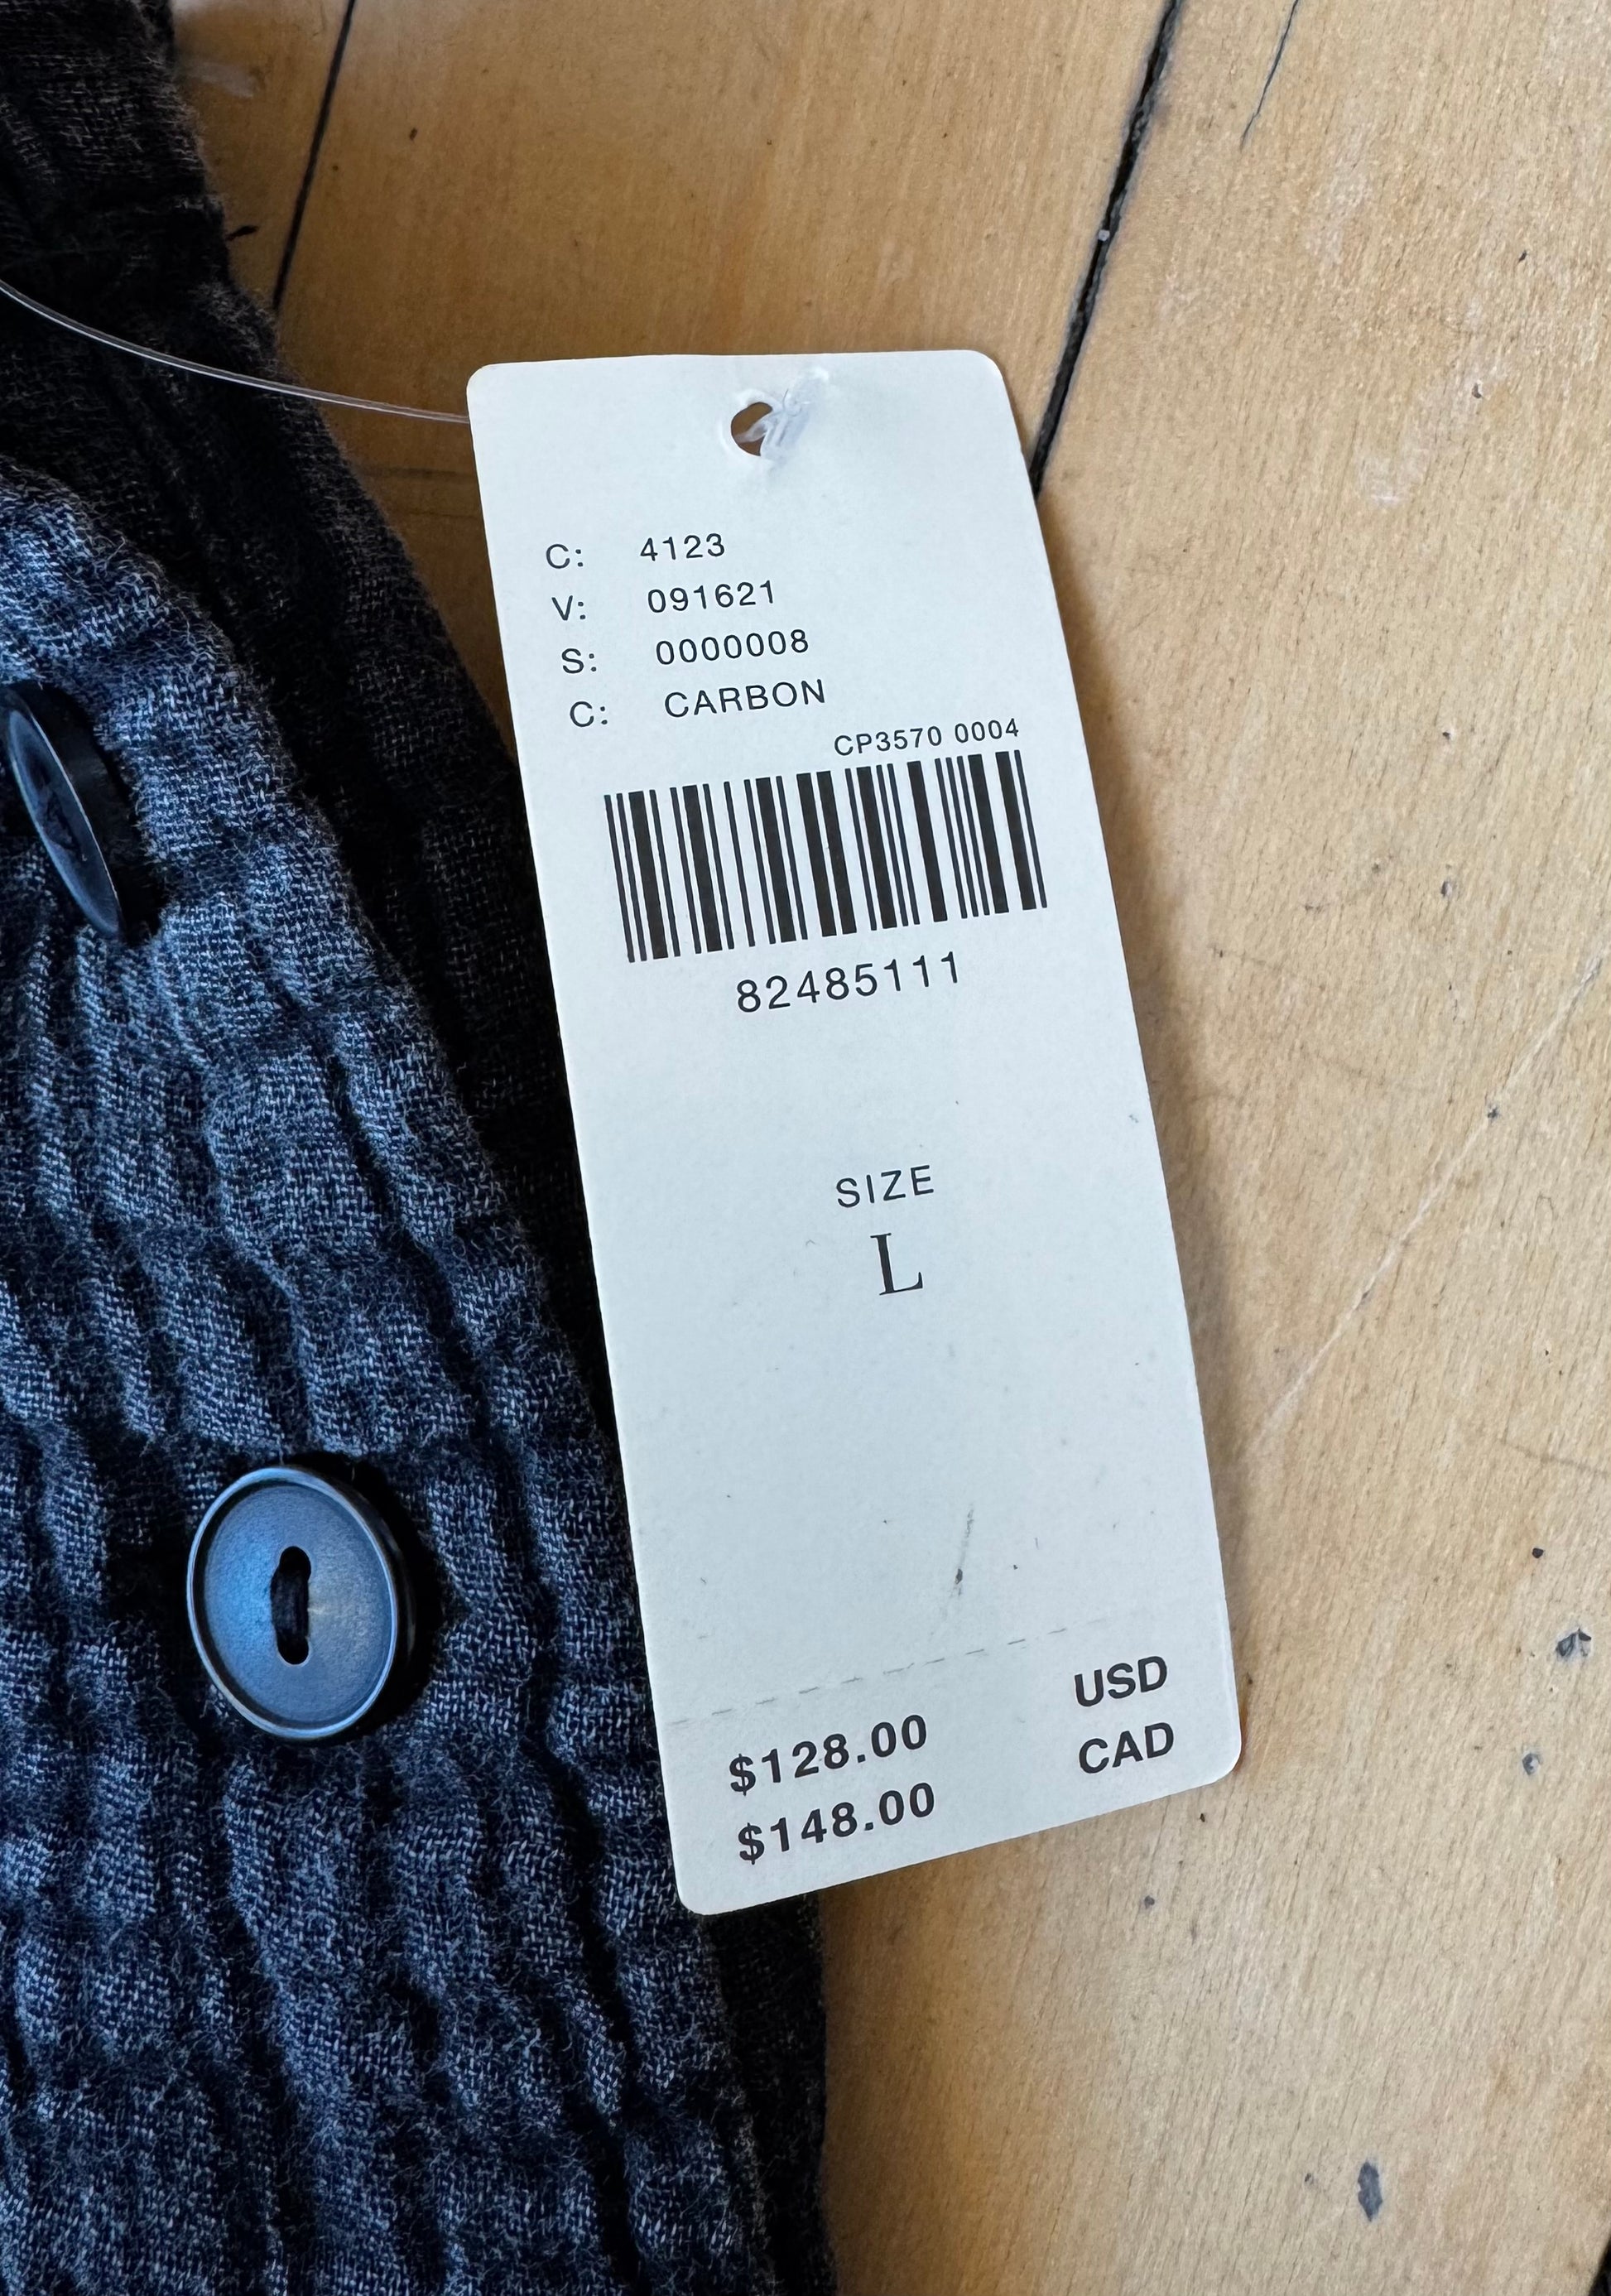 C: 4123
V: 091621
S: 0000008
C: CARBON
CP3570 0004
82485111
SIZE
L
$128.00 USD
$148.00 CAD